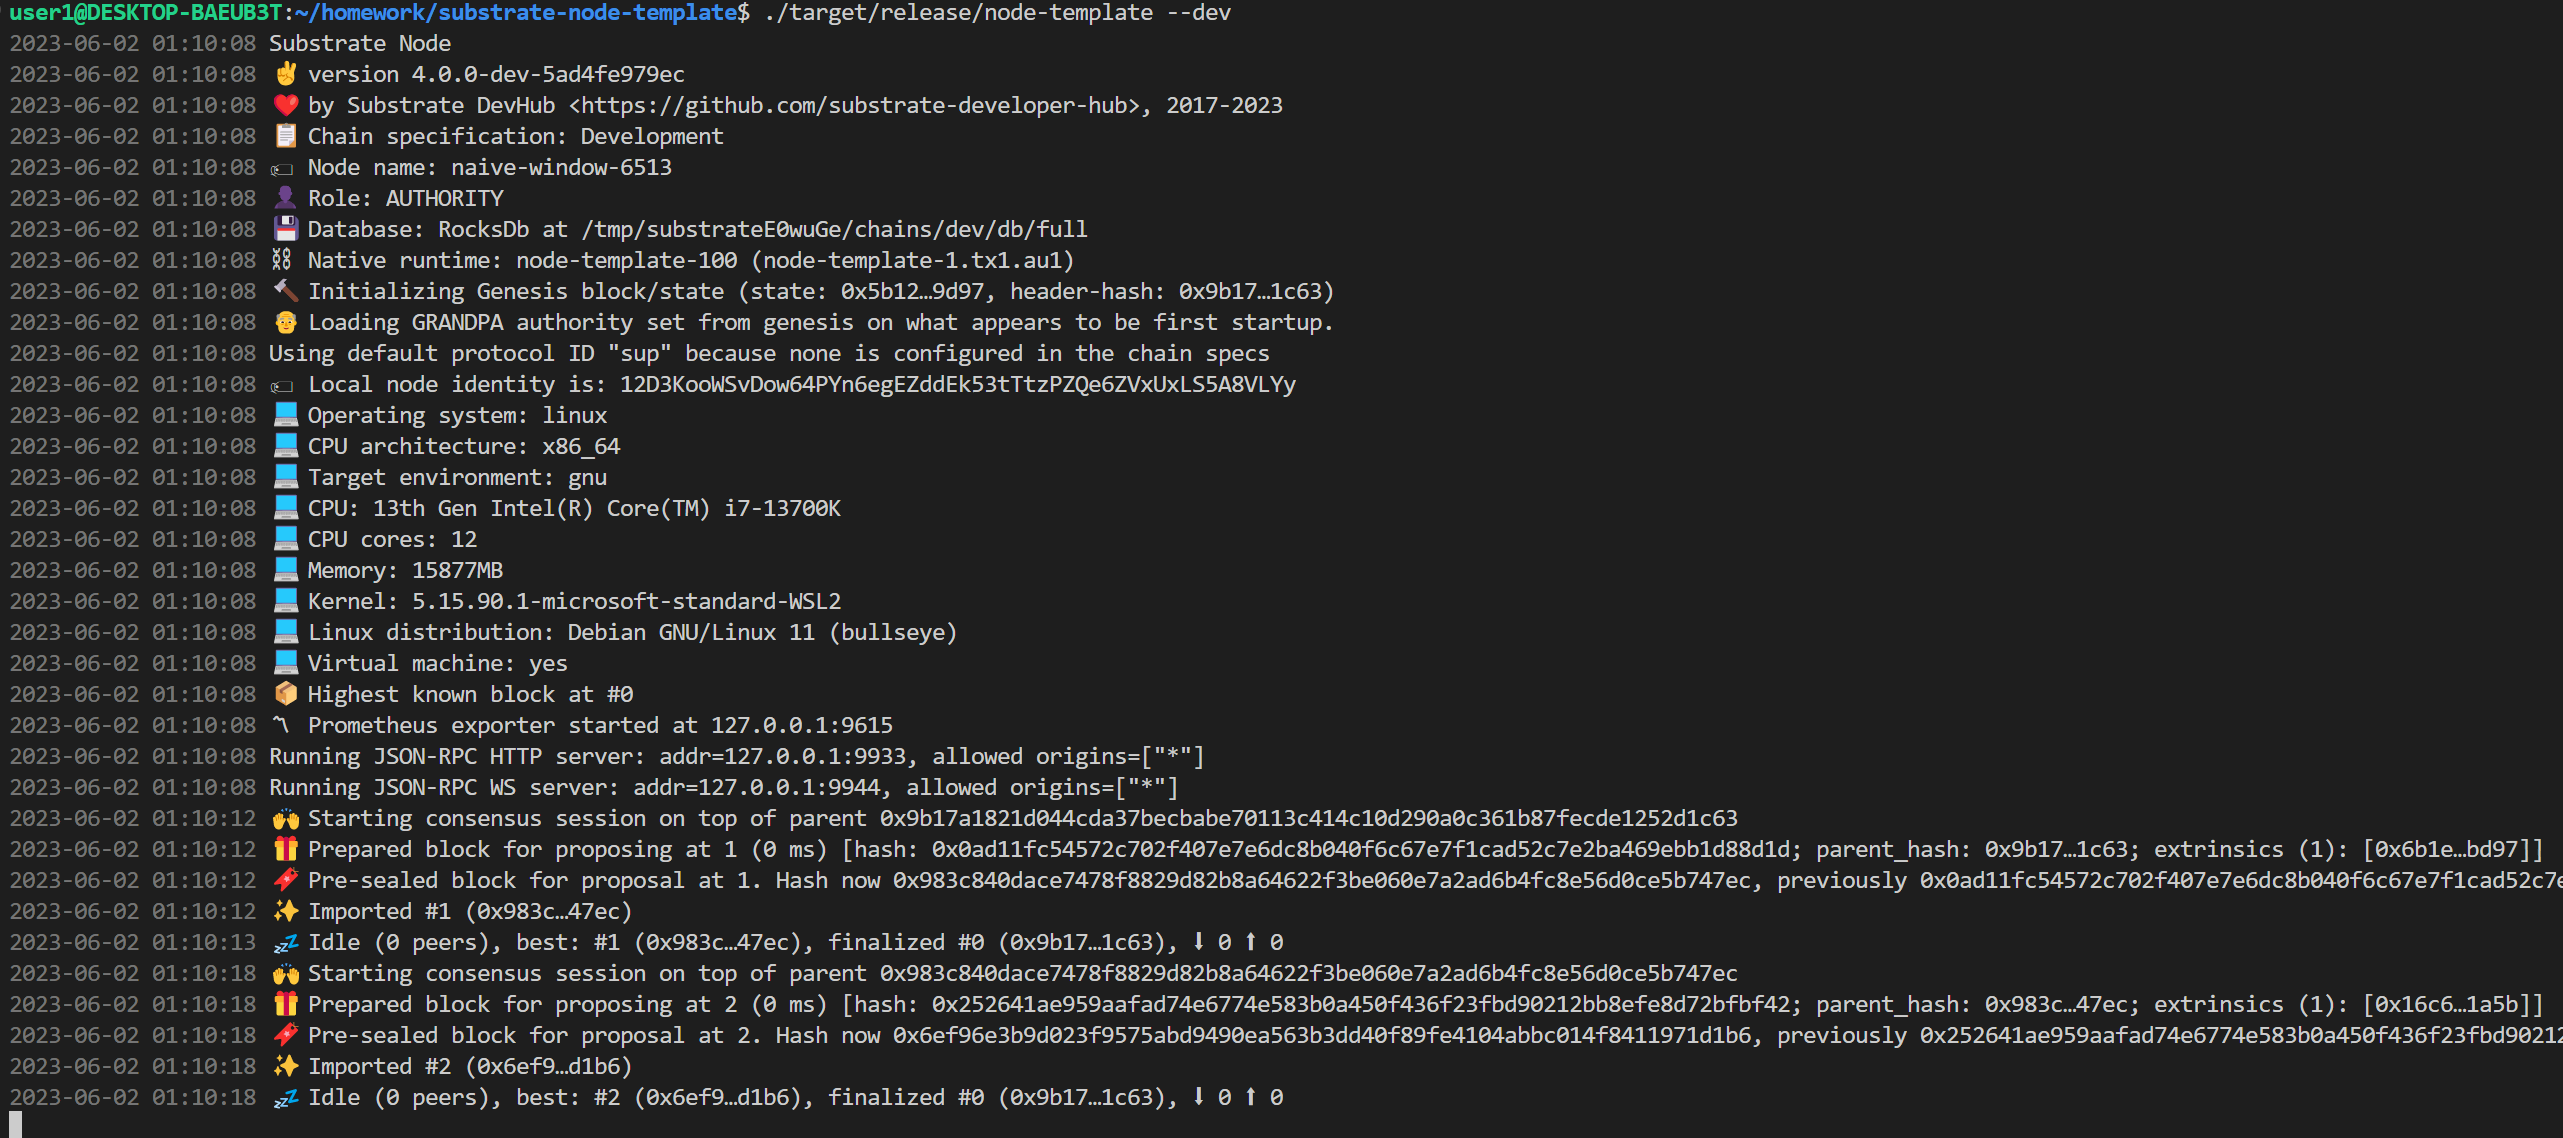 user1@DESKTOP-BAEUB3T:~/homework/substrate-node-template$ ./target/release/node-template --dev
2023-06-02 01:10:08 Substrate Node
2023-06-02 01:10:08 ✌️ version 4.0.0-dev-5ad4fe979ec
2023-06-02 01:10:08 ❤️ by Substrate DevHub <https://github.com/substrate-developer-hub>, 2017-2023
2023-06-02 01:10:08 📋 Chain specification: Development
2023-06-02 01:10:08 🏷 Node name: naive-window-6513
2023-06-02 01:10:08 👤 Role: AUTHORITY
2023-06-02 01:10:08 💾 Database: RocksDb at /tmp/substrateE0wuGe/chains/dev/db/full
2023-06-02 01:10:08 ⛓ Native runtime: node-template-100 (node-template-1.tx1.au1)
2023-06-02 01:10:08 🔨 Initializing Genesis block/state (state: 0x5b12…9d97, header-hash: 0x9b17…1c63)
2023-06-02 01:10:08 👴 Loading GRANDPA authority set from genesis on what appears to be first startup.
2023-06-02 01:10:08 Using default protocol ID "sup" because none is configured in the chain specs
2023-06-02 01:10:08 🏷 Local node identity is: 12D3KooWSvDow64PYn6egEZddEk53tTtzPZQe6ZVxUxLS5A8VLYy
2023-06-02 01:10:08 💻 Operating system: linux
2023-06-02 01:10:08 💻 CPU architecture: x86_64
2023-06-02 01:10:08 💻 Target environment: gnu
2023-06-02 01:10:08 💻 CPU: 13th Gen Intel(R) Core(TM) i7-13700K
2023-06-02 01:10:08 💻 CPU cores: 12
2023-06-02 01:10:08 💻 Memory: 15877MB
2023-06-02 01:10:08 💻 Kernel: 5.15.90.1-microsoft-standard-WSL2
2023-06-02 01:10:08 💻 Linux distribution: Debian GNU/Linux 11 (bullseye)
2023-06-02 01:10:08 💻 Virtual machine: yes
2023-06-02 01:10:08 📦 Highest known block at #0
2023-06-02 01:10:08 〽️ Prometheus exporter started at 127.0.0.1:9615
2023-06-02 01:10:08 Running JSON-RPC HTTP server: addr=127.0.0.1:9933, allowed origins=["*"]
2023-06-02 01:10:08 Running JSON-RPC WS server: addr=127.0.0.1:9944, allowed origins=["*"]
2023-06-02 01:10:12 🙌 Starting consensus session on top of parent 0x9b17a1821d044cda37becbabe70113c414c10d290a0c361b87fecde1252d1c63
2023-06-02 01:10:12 🎁 Prepared block for proposing at 1 (0 ms) [hash: 0x0ad11fc54572c702f407e7e6dc8b040f6c67e7f1cad52c7e2ba469ebb1d88d1d; parent_hash: 0x9b17…1c63; extrinsics (1): [0x6b1e…bd97]]
2023-06-02 01:10:12 🔖 Pre-sealed block for proposal at 1. Hash now 0x983c840dace7478f8829d82b8a64622f3be060e7a2ad6b4fc8e56d0ce5b747ec, previously 0x0ad11fc54572c702f407e7e6dc8b040f6c67e7f1cad52c7e
2023-06-02 01:10:12 ✨ Imported #1 (0x983c…47ec)
2023-06-02 01:10:13 💤 Idle (0 peers), best: #1 (0x983c…47ec), finalized #0 (0x9b17…1c63), ⬇ 0 ⬆ 0
2023-06-02 01:10:18 🙌 Starting consensus session on top of parent 0x983c840dace7478f8829d82b8a64622f3be060e7a2ad6b4fc8e56d0ce5b747ec
2023-06-02 01:10:18 🎁 Prepared block for proposing at 2 (0 ms) [hash: 0x252641ae959aafad74e6774e583b0a450f436f23fbd90212bb8efe8d72bfbf42; parent_hash: 0x983c…47ec; extrinsics (1): [0x16c6…1a5b]]
2023-06-02 01:10:18 🔖 Pre-sealed block for proposal at 2. Hash now 0x6ef96e3b9d023f9575abd9490ea563b3dd40f89fe4104abbc014f8411971d1b6, previously 0x252641ae959aafad74e6774e583b0a450f436f23fbd90212
2023-06-02 01:10:18 ✨ Imported #2 (0x6ef9…d1b6)
2023-06-02 01:10:18 💤 Idle (0 peers), best: #2 (0x6ef9…d1b6), finalized #0 (0x9b17…1c63), ⬇ 0 ⬆ 0